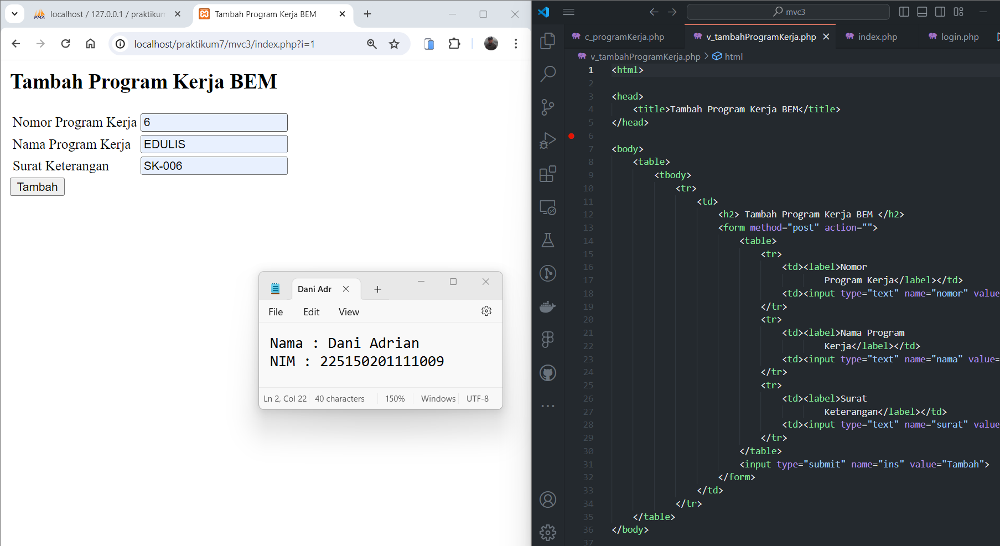 localhost / 127.0.0.1 / praktikum
Tambah Program Kerja BEM
localhost/praktikum7/mvc3/index.php?i=1
Tambah Program Kerja BEM
Nomor Program Kerja 6
Nama Program Kerja EDULIS
Surat Keterangan SK-006
Tambah
Dani Adr
File Edit View
Nama : Dani Adrian
NIM : 225150201111009
Ln 2, Col 22 40 characters 150% Windows UTF-8
mvc3
c_programKerja.php v_tambahProgramKerja.php index.php login.php
v_tambahProgramKerja.php > html
1 <html>
2
3 <head>
4 <title>Tambah Program Kerja BEM</title>
5 </head>
6
7 <body>
8 <table>
9 <tbody>
10 <tr>
11 <td>
12 <h2> Tambah Program Kerja BEM </h2>
13 <form method="post" action="">
14 <table>
15 <tr>
16 <td><label>Nomor
17 Program Kerja</label></td>
18 <td><input type="text" name="nomor" value
19 </tr>
20 <tr>
21 <td><label>Nama Program
22 Kerja</label></td>
23 <td><input type="text" name="nama" value=
24 </tr>
25 <tr>
26 <td><label>Surat
27 Keterangan</label></td>
28 <td><input type="text" name="surat" value
29 </tr>
30 </table>
31 <input type="submit" name="ins" value="Tambah">
32 </form>
33 </td>
34 </tr>
35 </table>
36 </body>
37